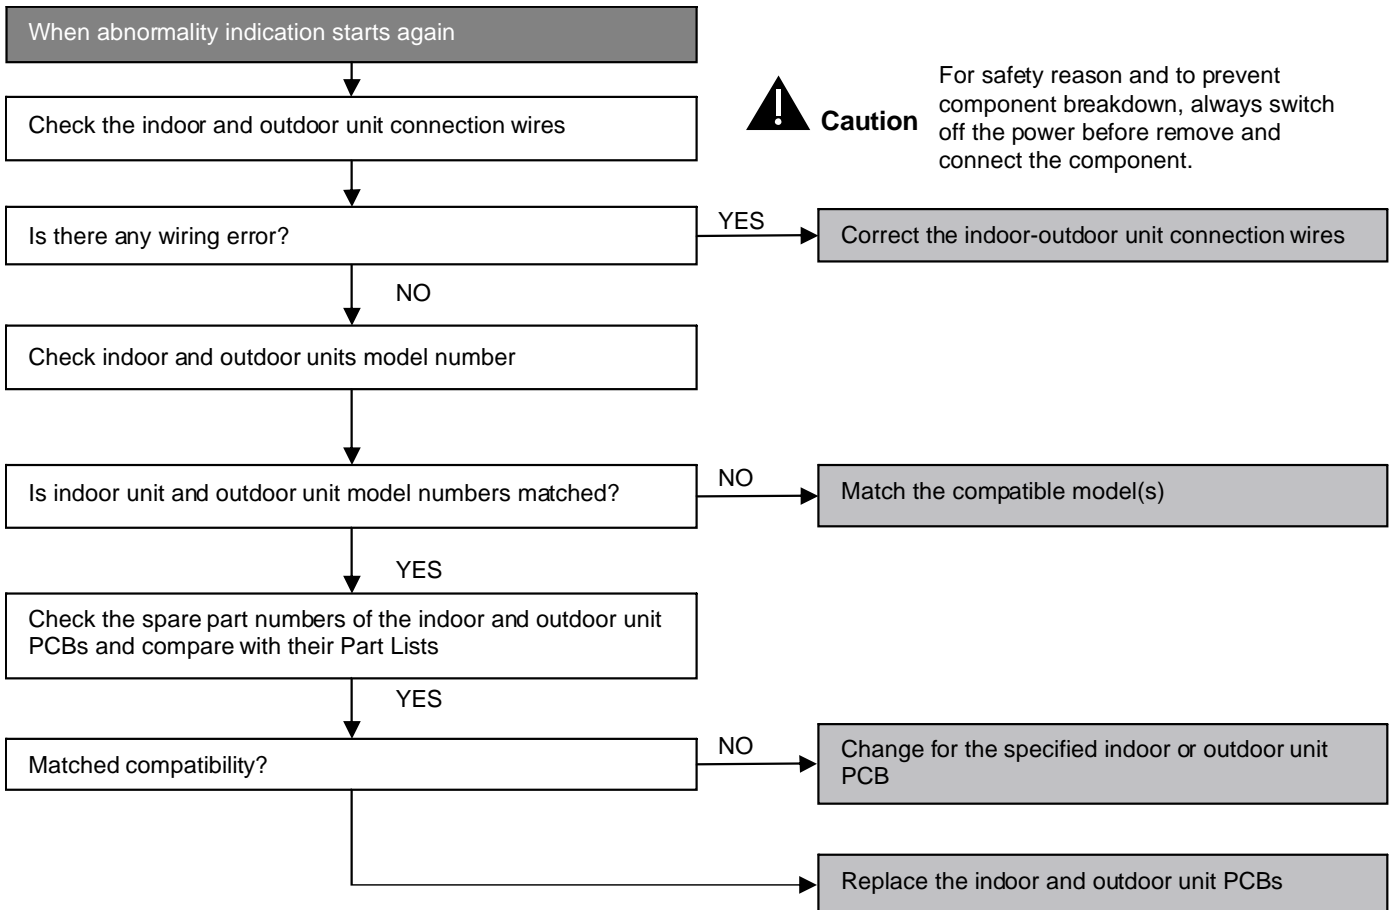 When abnormality indication starts again
For safety reason and to prevent
component breakdown, always switch
off the power before remove and
connect the component.
Caution
Check the indoor and outdoor unit connection wires
Is there any wiring error?
YES
Correct the indoor-outdoor unit connection wires
NO
Check indoor and outdoor units model number
Is indoor unit and outdoor unit model numbers matched?
NO
Match the compatible model(s)
YES
Check the spare part numbers of the indoor and outdoor unit
PCBs and compare with their Part Lists
YES
Matched compatibility?
NO
Change for the specified indoor or outdoor unit
PCB
Replace the indoor and outdoor unit PCBs